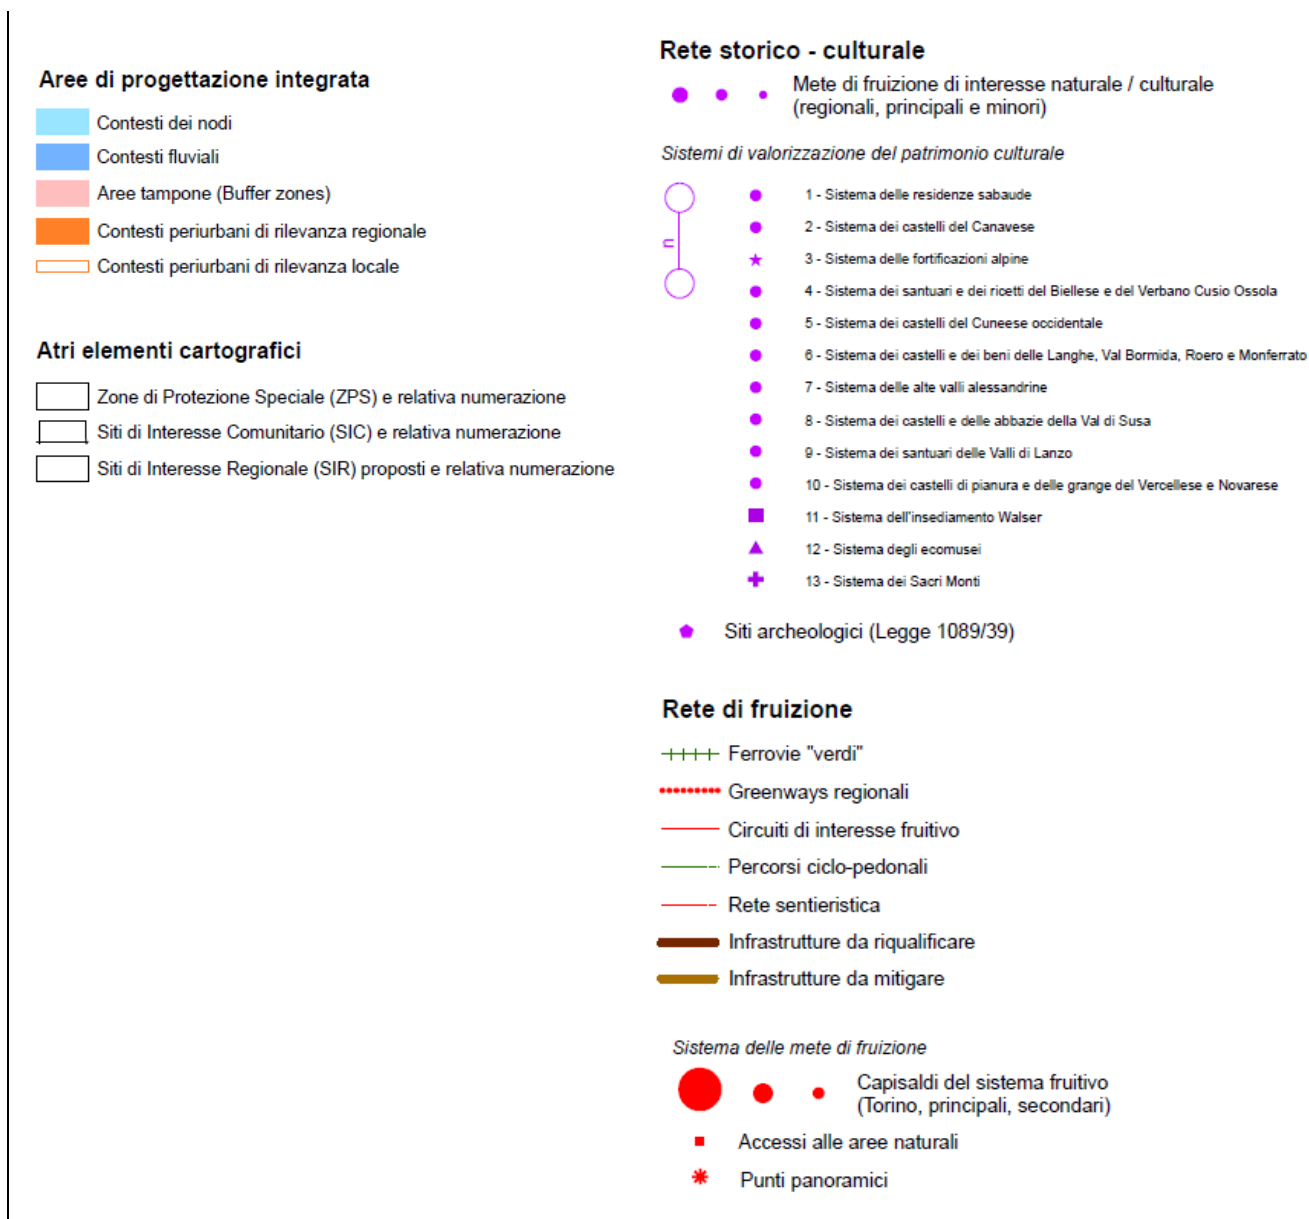 Aree di progettazione integrata
Contesti dei nodi
Contesti fluviali
Aree tampone (Buffer zones)
Contesti periurbani di rilevanza regionale
Contesti periurbani di rilevanza locale
Atri elementi cartografici
Zone di Protezione Speciale (ZPS) e relativa numerazione
Siti di Interesse Comunitario (SIC) e relativa numerazione
Siti di Interesse Regionale (SIR) proposti e relativa numerazione
Rete storico - culturale
Mete di fruizione di interesse naturale / culturale
(regionali, principali e minori)
Sistemi di valorizzazione del patrimonio culturale
n
1 - Sistema delle residenze sabaude
2 - Sistema dei castelli del Canavese
3 - Sistema delle fortificazioni alpine
4 - Sistema dei santuari e dei ricetti del Biellese e del Verbano Cusio Ossola
5 - Sistema dei castelli del Cuneese occidentale
6 - Sistema dei castelli e dei beni delle Langhe, Val Bormida, Roero e Monferrato
7 - Sistema delle alte valli alessandrine
8 - Sistema dei castelli e delle abbazie della Val di Susa
9 - Sistema dei santuari delle Valli di Lanzo
10 - Sistema dei castelli di pianura e delle grange del Vercellese e Novarese
11 - Sistema dell'insediamento Walser
12 - Sistema degli ecomusei
13 - Sistema dei Sacri Monti
Siti archeologici (Legge 1089/39)
Rete di fruizione
Ferrovie "verdi"
Greenways regionali
Circuiti di interesse fruitivo
Percorsi ciclo-pedonali
Rete sentieristica
Infrastrutture da riqualificare
Infrastrutture da mitigare
Sistema delle mete di fruizione
Capisaldi del sistema fruitivo
(Torino, principali, secondari)
Accessi alle aree naturali
Punti panoramici